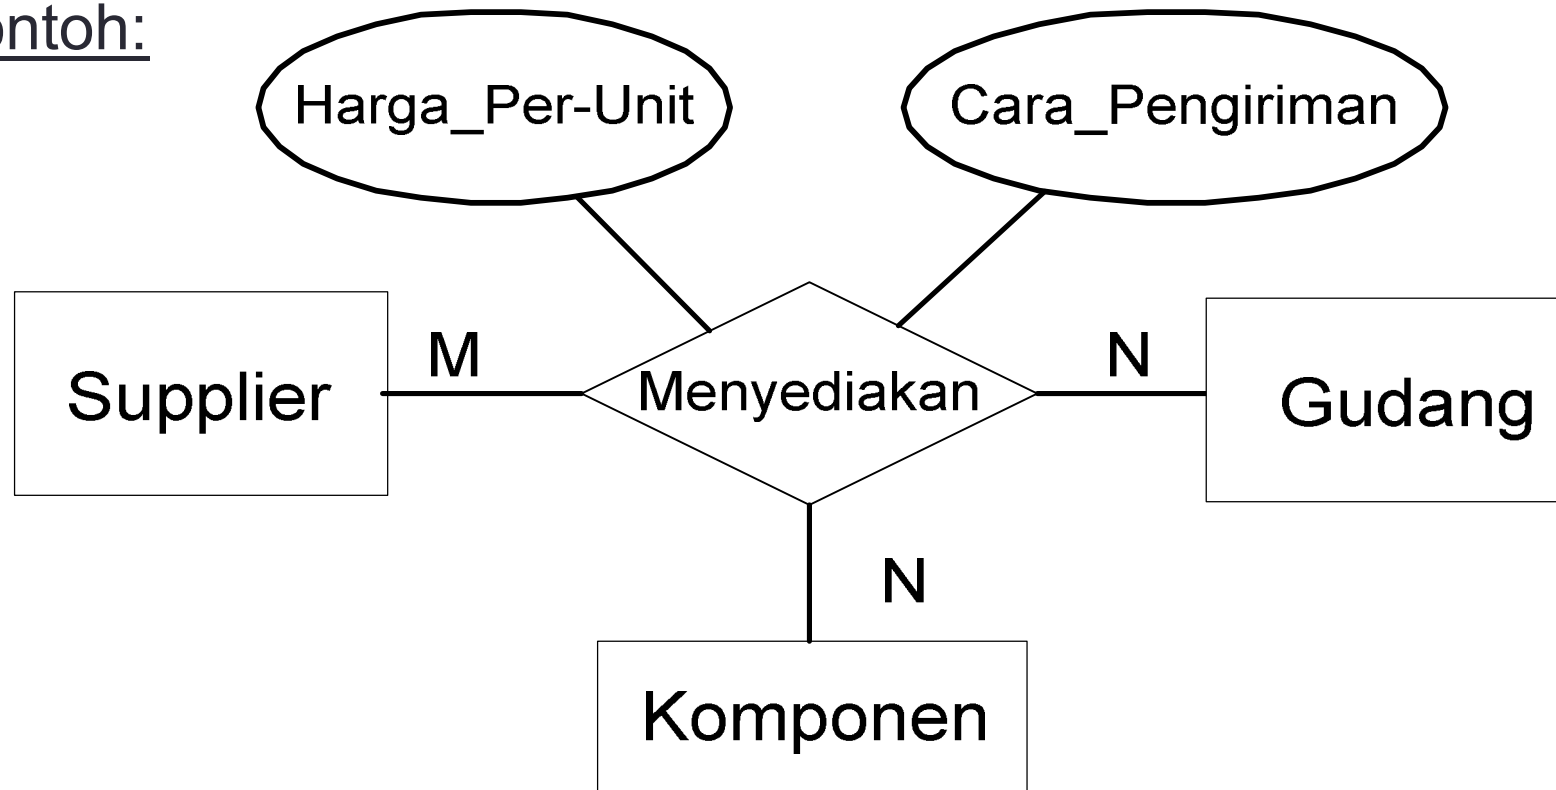 ontoh:
Harga_Per-Unit
Cara_Pengiriman
Supplier
M
Menyediakan
N
Gudang
N
Komponen